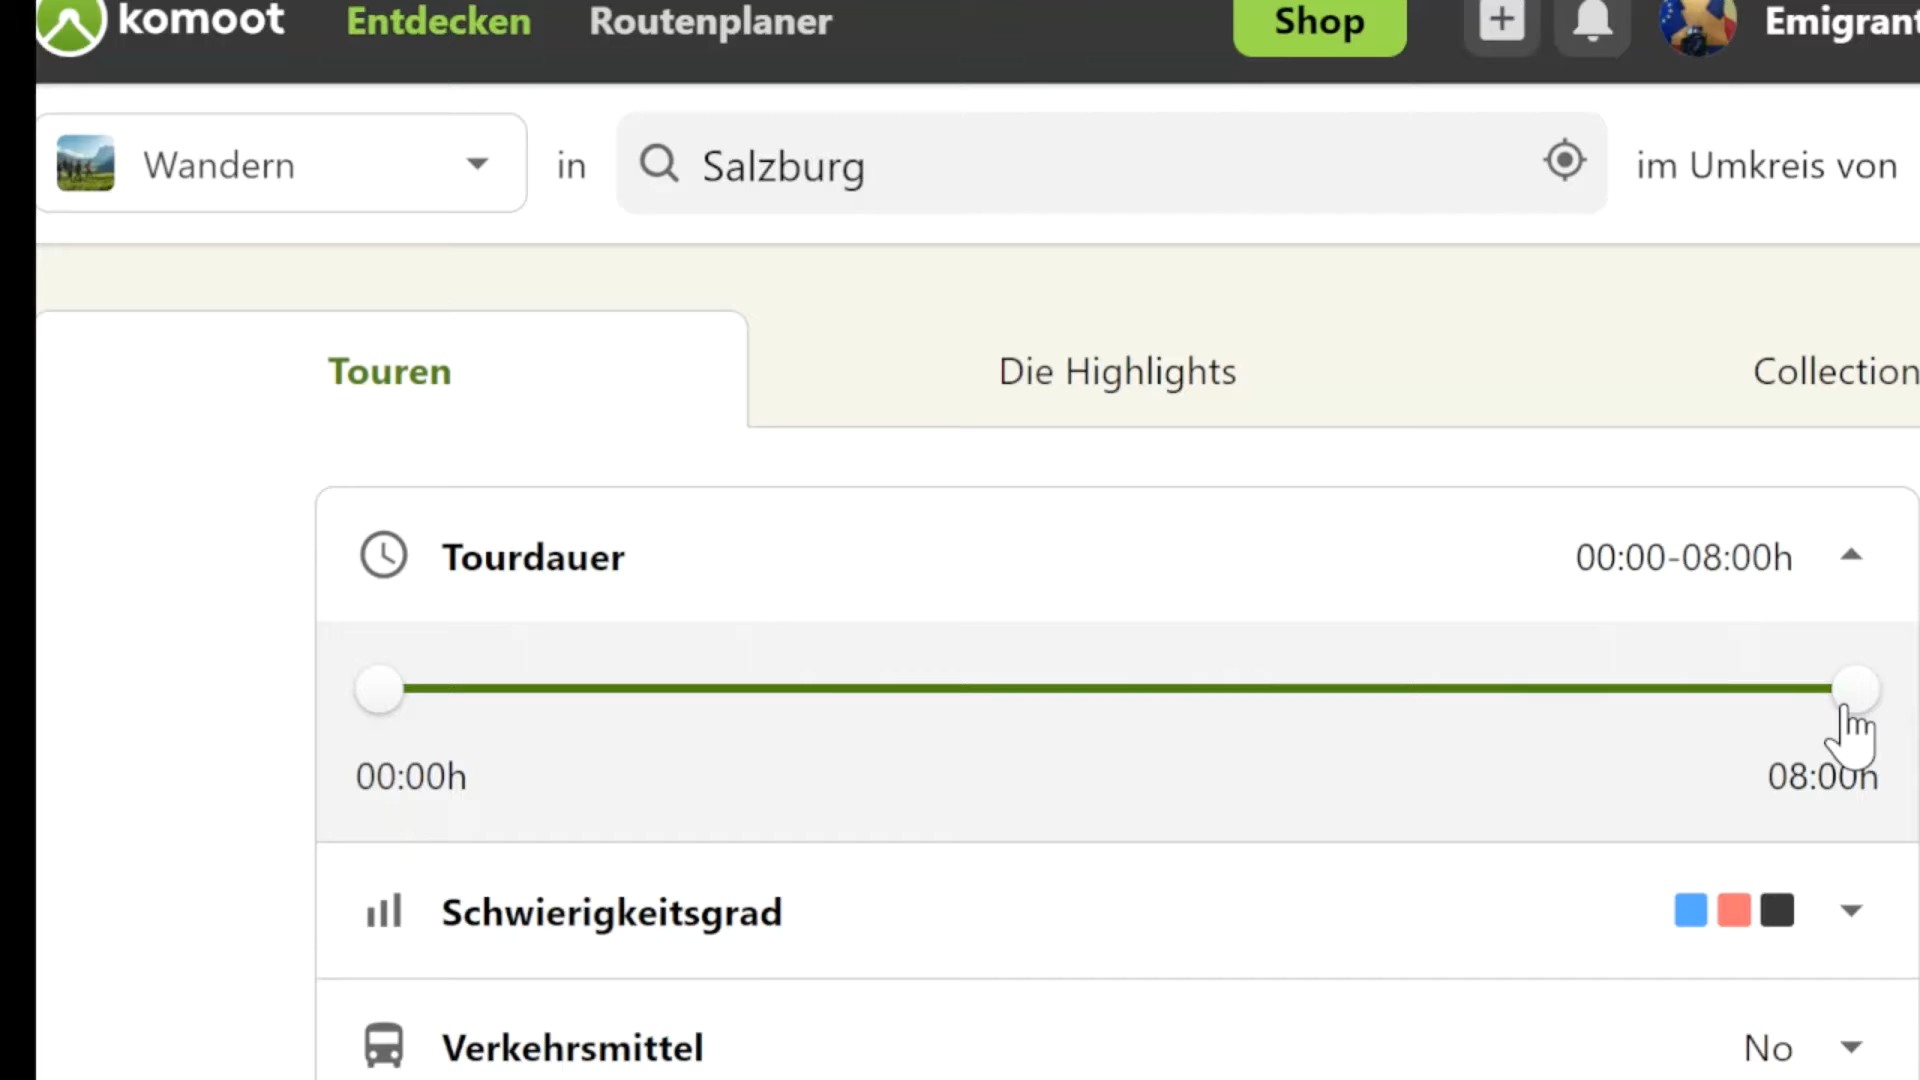 komoot Entdecken Routenplaner Shop Emigrant
Wandern in Salzburg im Umkreis von
Touren Die Highlights Collection
Tourdauer 00:00-08:00h
00:00h 08:00h
Schwierigkeitsgrad
Verkehrsmittel No